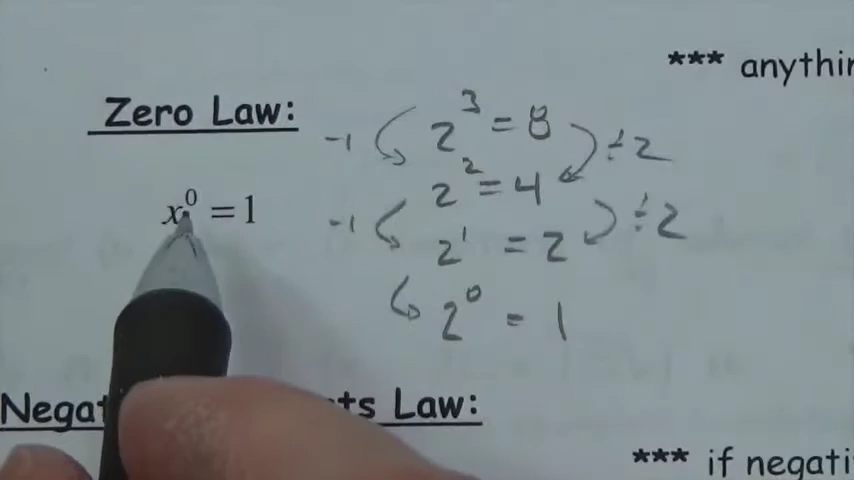 *** anythin
Zero Law:
x⁰ = 1
-1 2³ = 8 ÷2
2² = 4
-1 2¹ = 2 ÷2
2⁰ = 1
Negat ts Law:
*** if negati